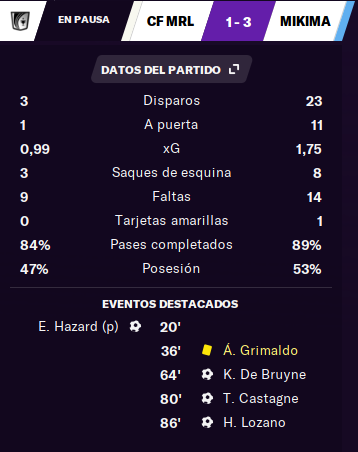 EN PAUSA CF MRL 1 - 3 MIKIMA
DATOS DEL PARTIDO
3 Disparos 23
1 A puerta 11
0,99 xG 1,75
3 Saques de esquina 8
9 Faltas 14
0 Tarjetas amarillas 1
84% Pases completados 89%
47% Posesión 53%
EVENTOS DESTACADOS
E. Hazard (p) 20'
36' Á. Grimaldo
64' K. De Bruyne
80' T. Castagne
86' H. Lozano